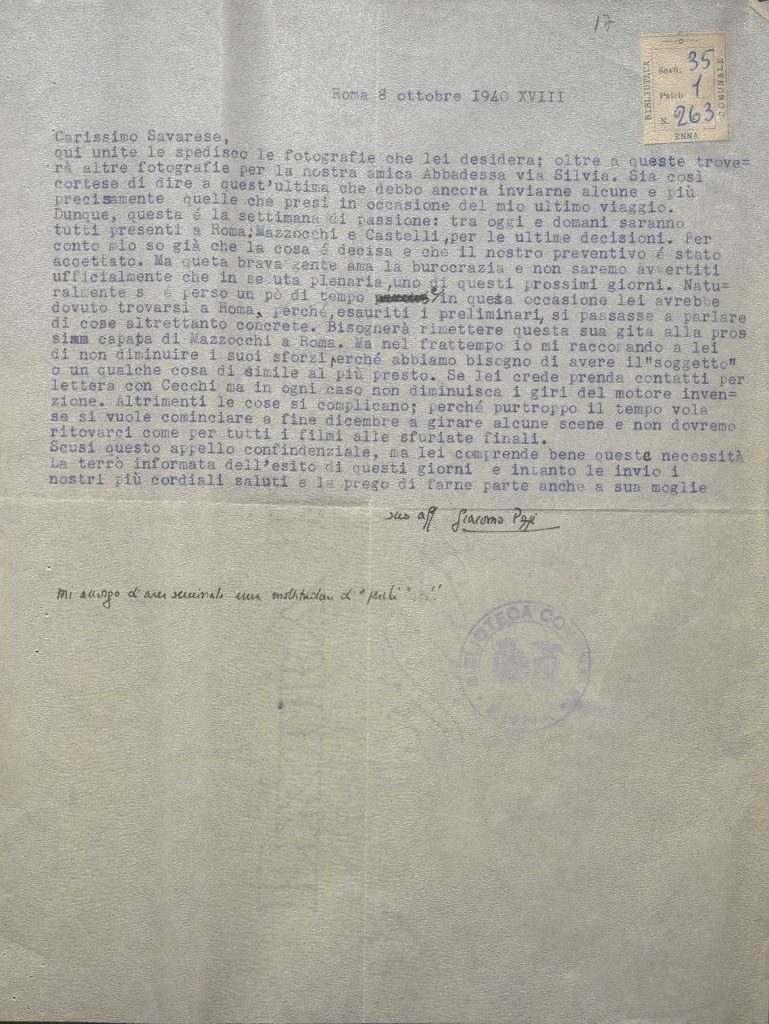 17
BIBLIOTECA COMUNALE
Scaff. 35
Palch. 1
N. 263
ENNA
Roma 8 ottobre 1940 XVIII
Carissimo Savarese,
qui unite le spedisco le fotografie che lei desidera; oltre a queste trove=
rà altre fotografie per la nostra amica Abbadessa via Silvia. Sia così
cortese di dire a quest'ultima che debbo ancora inviarne alcune e più
precisamente quelle che presi in occasione del mio ultimo viaggio.
Dunque, questa é la settimana di passione: tra oggi e domani saranno
tutti presenti a Roma; Mazzocchi e Castelli, per le ultime decisioni. Per
conto mio so già che la cosa é decisa e che il nostro preventivo é stato
accettato. Ma queta brava gente ama la burocrazia e non saremo avvertiti
ufficialmente che in seduta plenaria, uno di questi prossimi giorni. Natu=
ralmente s é perso un pò di tempo e in questa occasione lei avrebbe
dovuto trovarsi a Roma, perché, esauriti i preliminari, si passasse a parlare
di cose altrettanto concrete. Bisognerà rimettere questa sua gita alla pros
sima capata di Mazzocchi a Roma. Ma nel frattempo io mi raccomando a lei
di non diminuire i suoi sforzi, perché abbiamo bisogno di avere il "soggetto"
o un qualche cosa di simile al più presto. Se lei crede prenda contatti per
lettera con Cecchi ma in ogni caso non diminuisca i giri del motore inven=
zione. Altrimenti le cose si complicano; perché purtroppo il tempo vola
se si vuole cominciare a fine dicembre a girare alcune scene e non dovremo
ritovarci come per tutti i filmi alle sfuriate finali.
Scusi questo appello confindenziale, ma lei comprende bene queste necessità
La terrò informata dell'esito di questi giorni e intanto le invio i
nostri più cordiali saluti e la prego di farne parte anche a sua moglie
suo aff Giacomo
Mi accorgo d'aver seminato una moltitudine di "perché" !!
BIBLIOTECA COMUNALE
ENNA